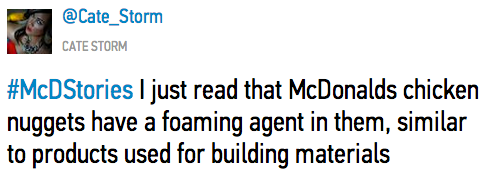 @Cate_Storm
CATE STORM
#McDStories I just read that McDonalds chicken
nuggets have a foaming agent in them, similar
to products used for building materials